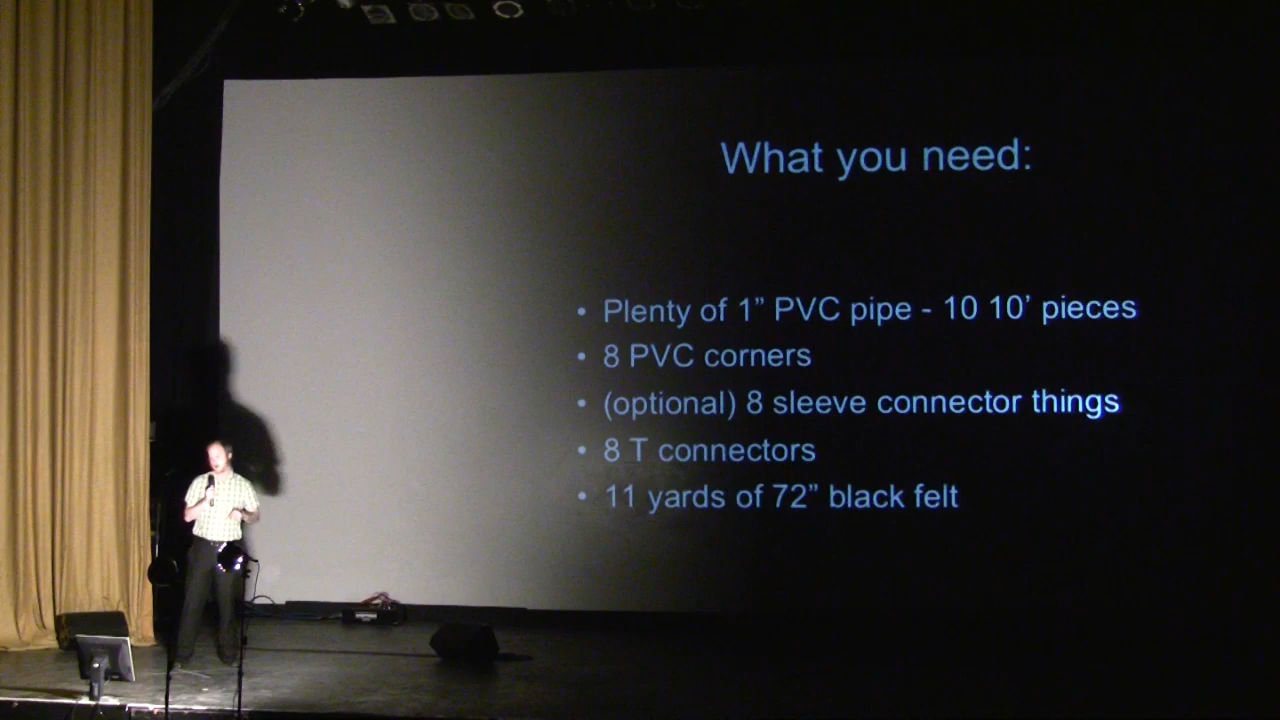 What you need:
• Plenty of 1” PVC pipe - 10 10’ pieces
• 8 PVC corners
• (optional) 8 sleeve connector things
• 8 T connectors
• 11 yards of 72” black felt